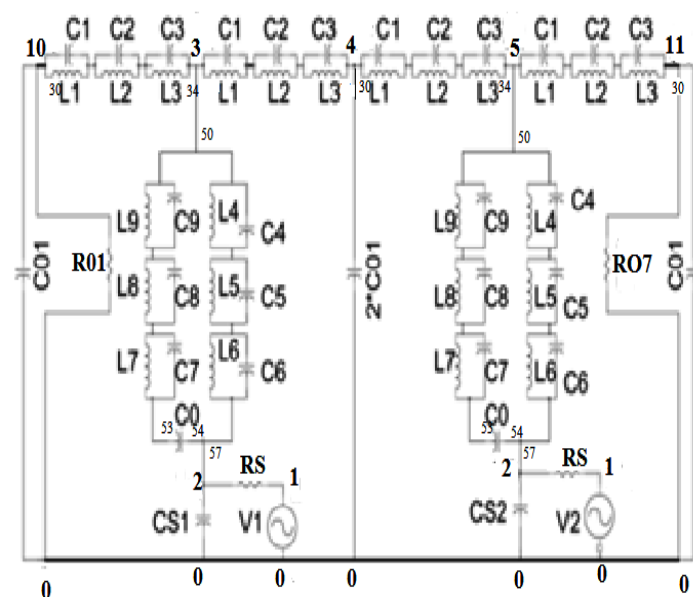 C1 C2 C3 C1 C2 C3 C1 C2 C3 C1 C2 C3
10 3 4 5 11
30 L1 L2 L3 34 L1 L2 L3 30 L1 L2 L3 34 L1 L2 L3 30
50 50
L9 C9 L4 C4 L9 C9 L4 C4
C01 R01 2*C01 RO7 C01
L8 C8 L5 C5 L8 C8 L5 C5
L7 C7 L6 C6 L7 C7 L6 C6
C0 C0
53 54 53 54
57 57
2 RS 1 2 RS 1
CS1 V1 CS2 V2
0 0 0 0 0 0 0